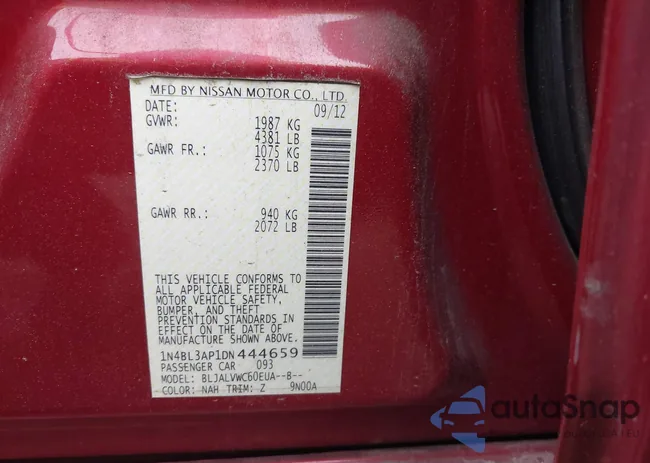 MFD BY NISSAN MOTOR CO., LTD.
DATE: 09/12
GVWR: 1987 KG
4381 LB
GAWR FR.: 1075 KG
2370 LB
GAWR RR.: 940 KG
2072 LB
THIS VEHICLE CONFORMS TO
ALL APPLICABLE FEDERAL
MOTOR VEHICLE SAFETY,
BUMPER, AND THEFT
PREVENTION STANDARDS IN
EFFECT ON THE DATE OF
MANUFACTURE SHOWN ABOVE.
1N4BL3AP1DN444659
PASSENGER CAR 093
MODEL: BLJALVWC60EUA--B--
COLOR: NAH TRIM: Z 9N00A
autoSnap